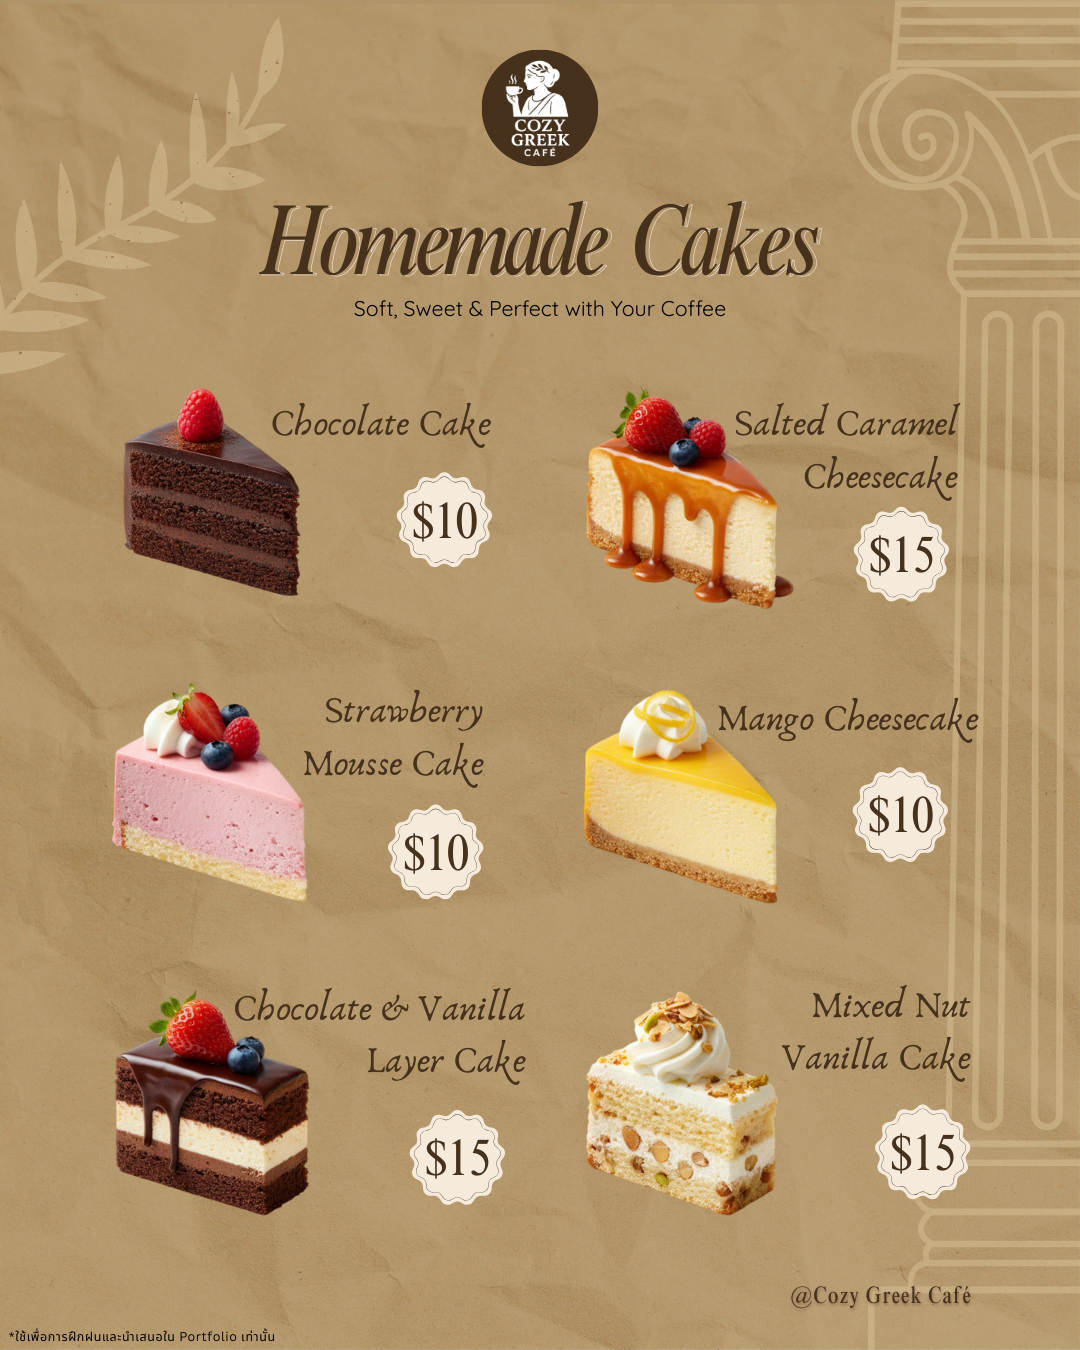 COZY
GREEK
CAFÉ
Homemade Cakes
Soft, Sweet & Perfect with Your Coffee
Chocolate Cake
$10
Salted Caramel
Cheesecake
$15
Strawberry
Mousse Cake
$10
Mango Cheesecake
$10
Chocolate & Vanilla
Layer Cake
$15
Mixed Nut
Vanilla Cake
$15
@Cozy Greek Café
*ใช้เพื่อการฝึกฝนและนำเสนอใน Portfolio เท่านั้น